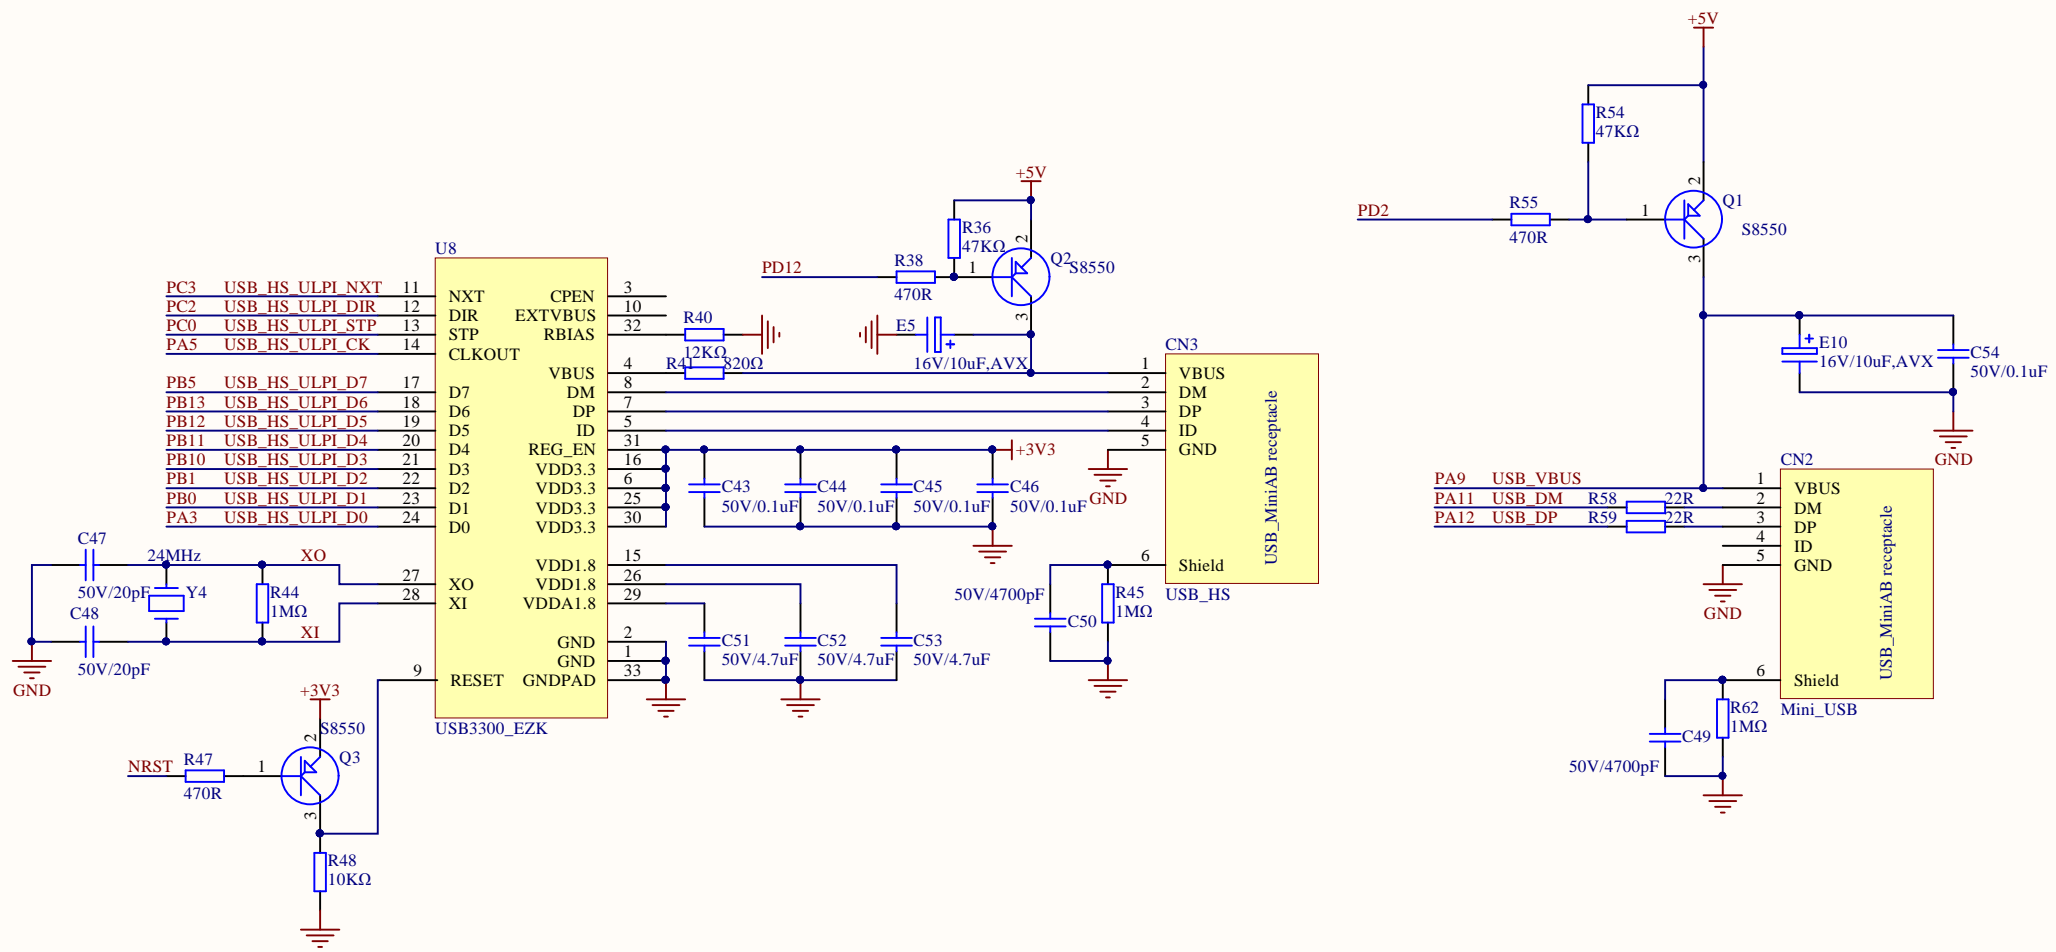 +5V
R54
47KΩ
PD2
R55
470R
1
2
3
Q1
S8550
E10
16V/10uF,AVX
C54
50V/0.1uF
GND
+5V
R36
47KΩ
PD12
R38
470R
1
2
3
Q2
S8550
E5
16V/10uF,AVX
U8
PC3 USB_HS_ULPI_NXT 11 NXT
PC2 USB_HS_ULPI_DIR 12 DIR
PC0 USB_HS_ULPI_STP 13 STP
PA5 USB_HS_ULPI_CK 14 CLKOUT
PB5 USB_HS_ULPI_D7 17 D7
PB13 USB_HS_ULPI_D6 18 D6
PB12 USB_HS_ULPI_D5 19 D5
PB11 USB_HS_ULPI_D4 20 D4
PB10 USB_HS_ULPI_D3 21 D3
PB1 USB_HS_ULPI_D2 22 D2
PB0 USB_HS_ULPI_D1 23 D1
PA3 USB_HS_ULPI_D0 24 D0
XO 27 XO
XI 28 XI
9 RESET
CPEN 3
EXTVBUS 10
RBIAS 32
VBUS 4
DM 8
DP 7
ID 5
REG_EN 31
VDD3.3 16
VDD3.3 6
VDD3.3 25
VDD3.3 30
VDD1.8 15
VDD1.8 26
VDDA1.8 29
GND 2
GND 1
GNDPAD 33
USB3300_EZK
R40
12KΩ
R41 820Ω
+3V3
C43
50V/0.1uF
C44
50V/0.1uF
C45
50V/0.1uF
C46
50V/0.1uF
C51
50V/4.7uF
C52
50V/4.7uF
C53
50V/4.7uF
CN3
1 VBUS
2 DM
3 DP
4 ID
5 GND
6 Shield
USB_MiniAB receptacle
USB_HS
GND
50V/4700pF
C50
R45
1MΩ
C47
50V/20pF
C48
50V/20pF
24MHz
Y4
R44
1MΩ
GND
+3V3
S8550
Q3
NRST
R47
470R
1
2
3
R48
10KΩ
CN2
PA9 USB_VBUS
PA11 USB_DM R58 22R
PA12 USB_DP R59 22R
1 VBUS
2 DM
3 DP
4 ID
5 GND
6 Shield
USB_MiniAB receptacle
Mini_USB
GND
R62
1MΩ
C49
50V/4700pF